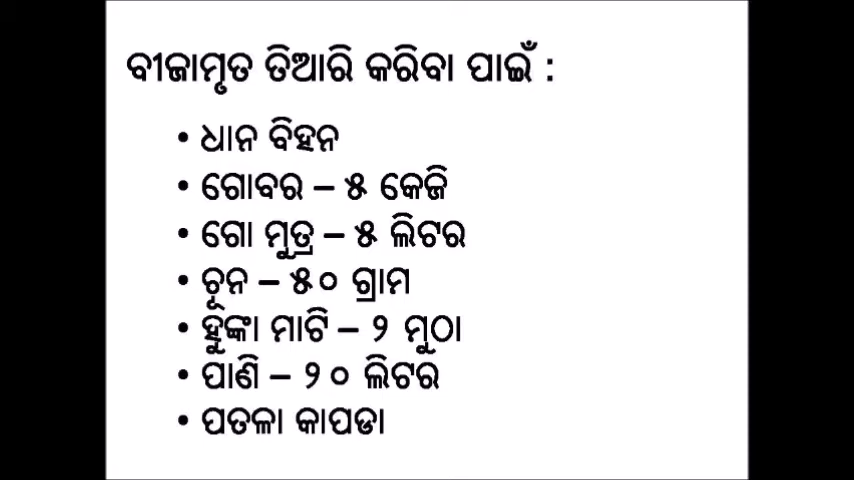 ବୀଜାମୃତ ତିଆରି କରିବା ପାଇଁ :
• ଧାନ ବିହନ
• ଗୋବର – ୫ କେଜି
• ଗୋ ମୁତ୍ର – ୫ ଲିଟର
• ଚୂନ – ୫୦ ଗ୍ରାମ
• ହୁଙ୍କା ମାଟି – ୨ ମୁଠା
• ପାଣି – ୨୦ ଲିଟର
• ପତଳା କାପଡା